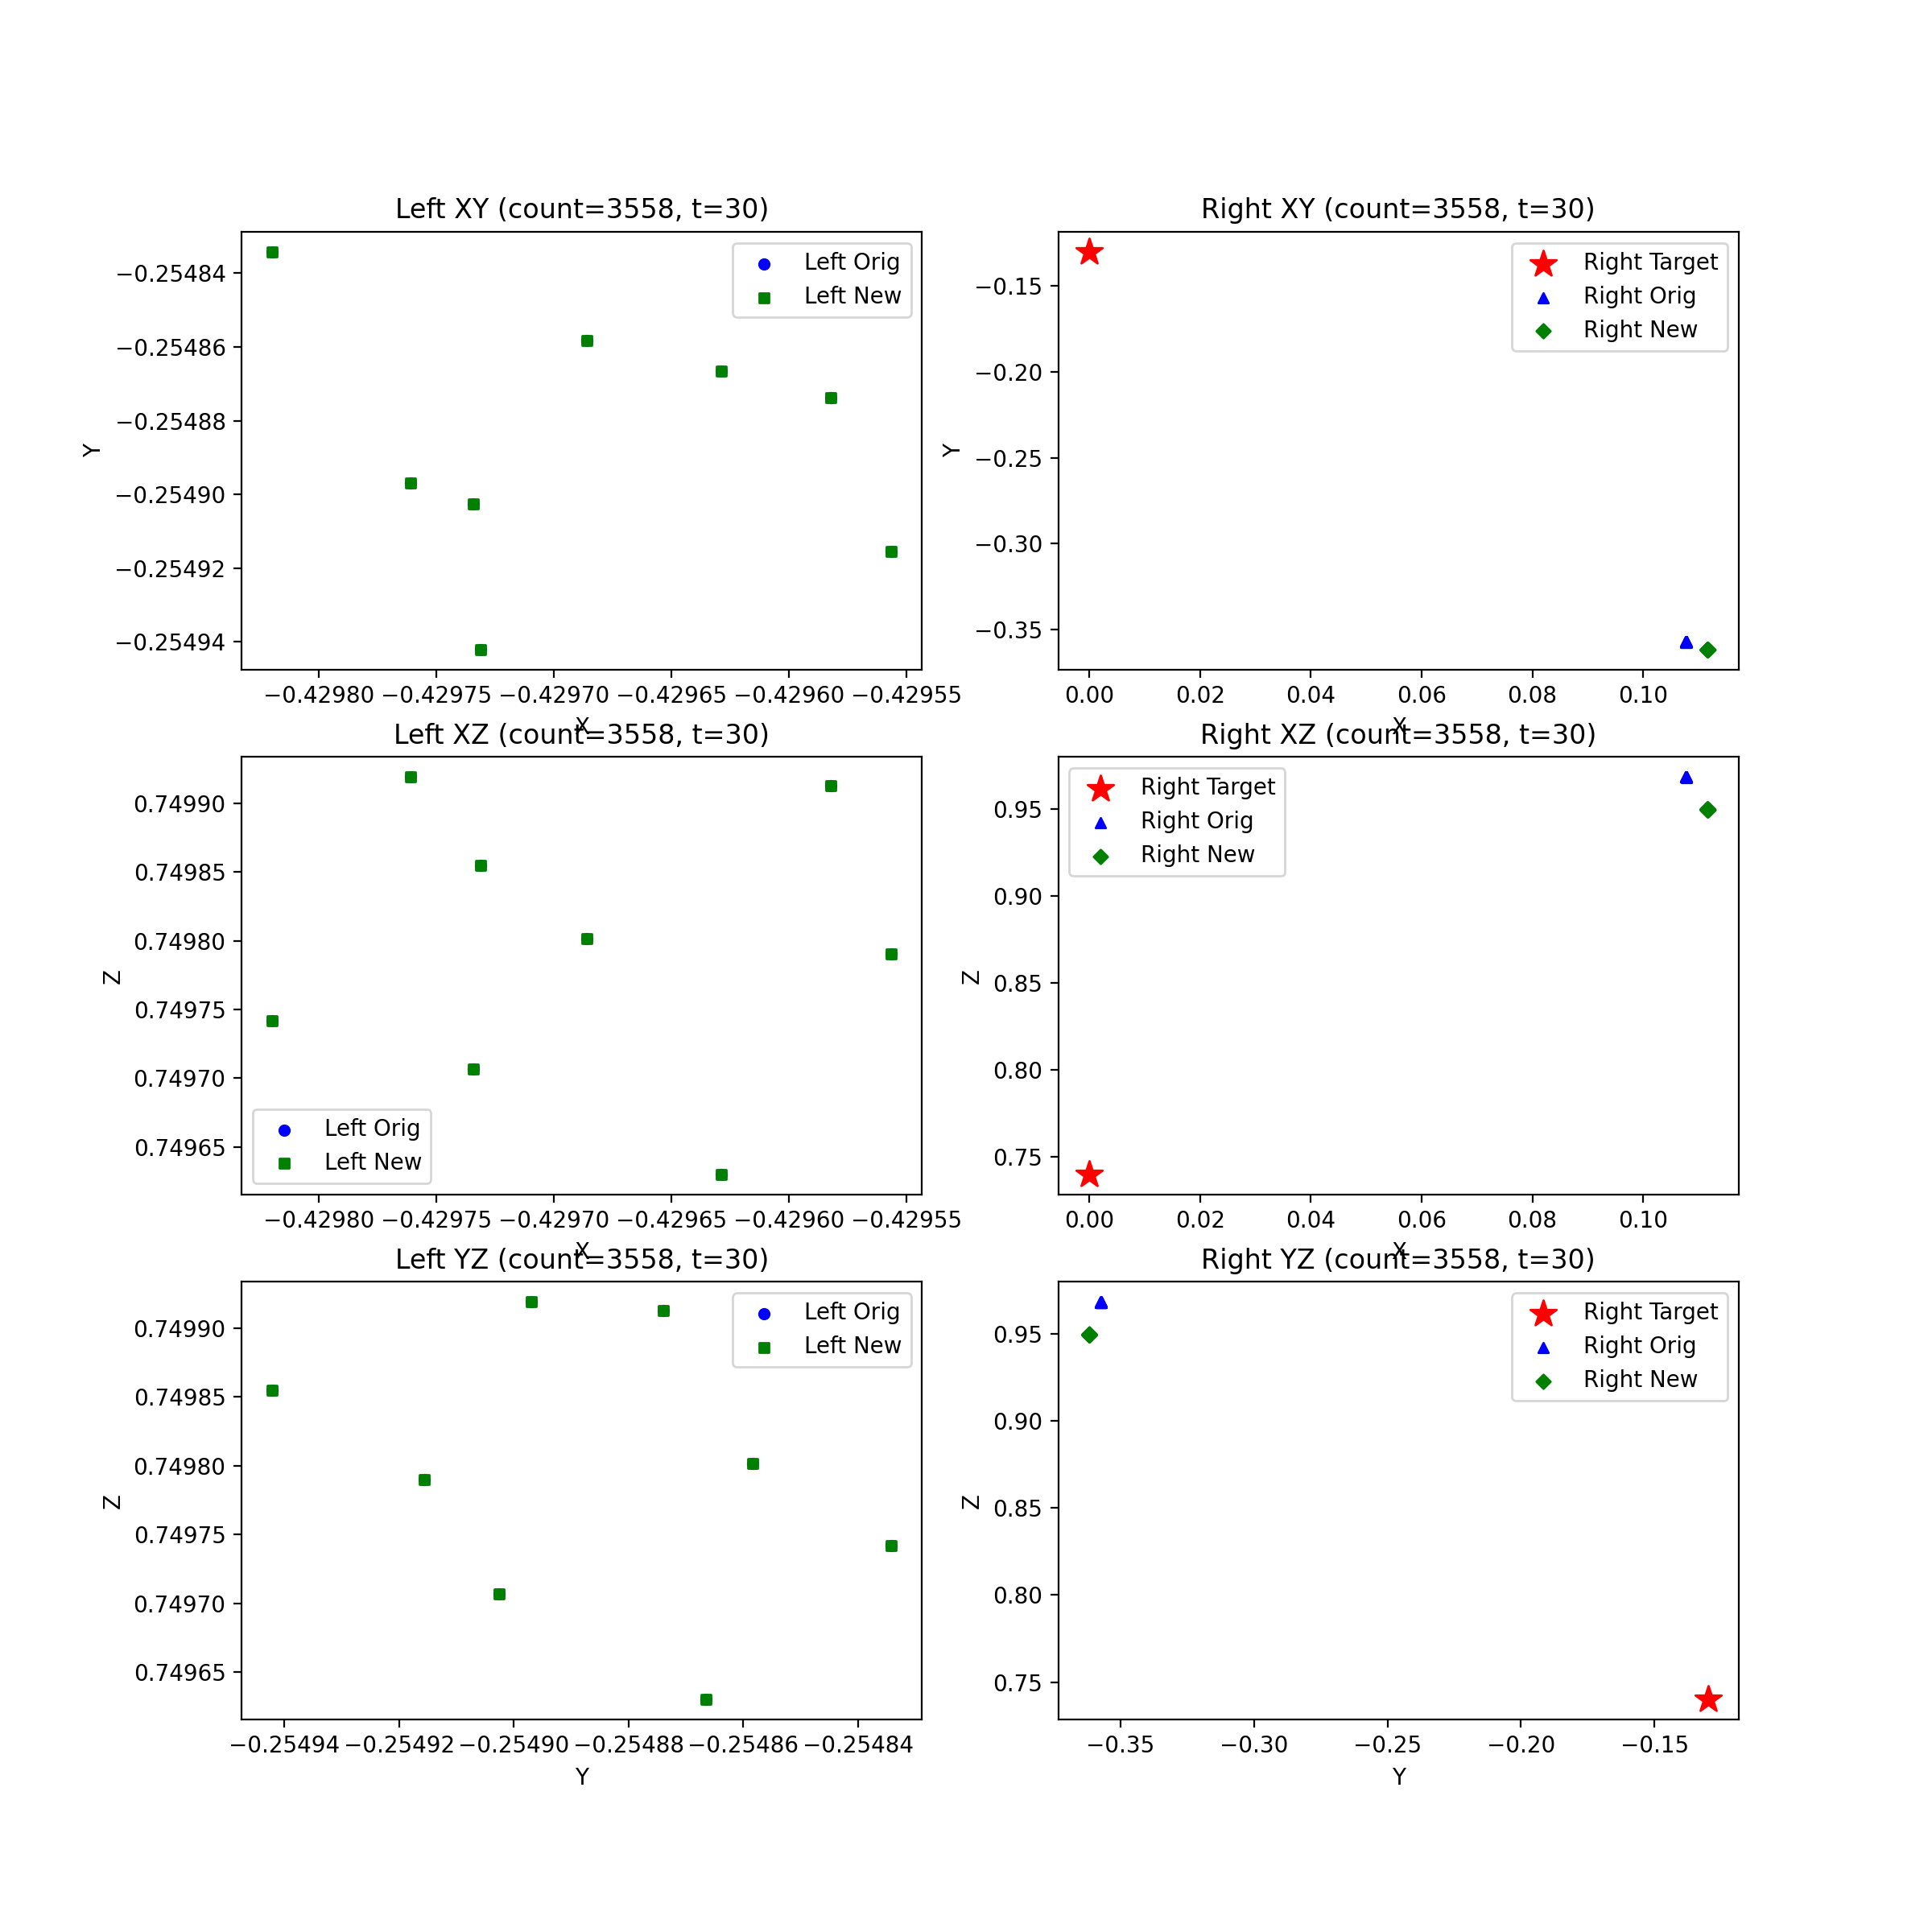 Left XY (count=3558, t=30)
Right XY (count=3558, t=30)
−0.25484
−0.25486
−0.25488
−0.25490
−0.25492
−0.25494
Y
Left Orig
Left New
−0.42980 −0.42975 −0.42970 −0.42965 −0.42960 −0.42955
X
−0.15
−0.20
−0.25
−0.30
−0.35
Y
Right Target
Right Orig
Right New
0.00 0.02 0.04 0.06 0.08 0.10
X
Left XZ (count=3558, t=30)
Right XZ (count=3558, t=30)
0.74990
0.74985
0.74980
0.74975
0.74970
0.74965
Z
Left Orig
Left New
−0.42980 −0.42975 −0.42970 −0.42965 −0.42960 −0.42955
X
0.95
0.90
0.85
0.80
0.75
Z
Right Target
Right Orig
Right New
0.00 0.02 0.04 0.06 0.08 0.10
X
Left YZ (count=3558, t=30)
Right YZ (count=3558, t=30)
0.74990
0.74985
0.74980
0.74975
0.74970
0.74965
Z
Left Orig
Left New
−0.25494 −0.25492 −0.25490 −0.25488 −0.25486 −0.25484
Y
0.95
0.90
0.85
0.80
0.75
Z
Right Target
Right Orig
Right New
−0.35 −0.30 −0.25 −0.20 −0.15
Y